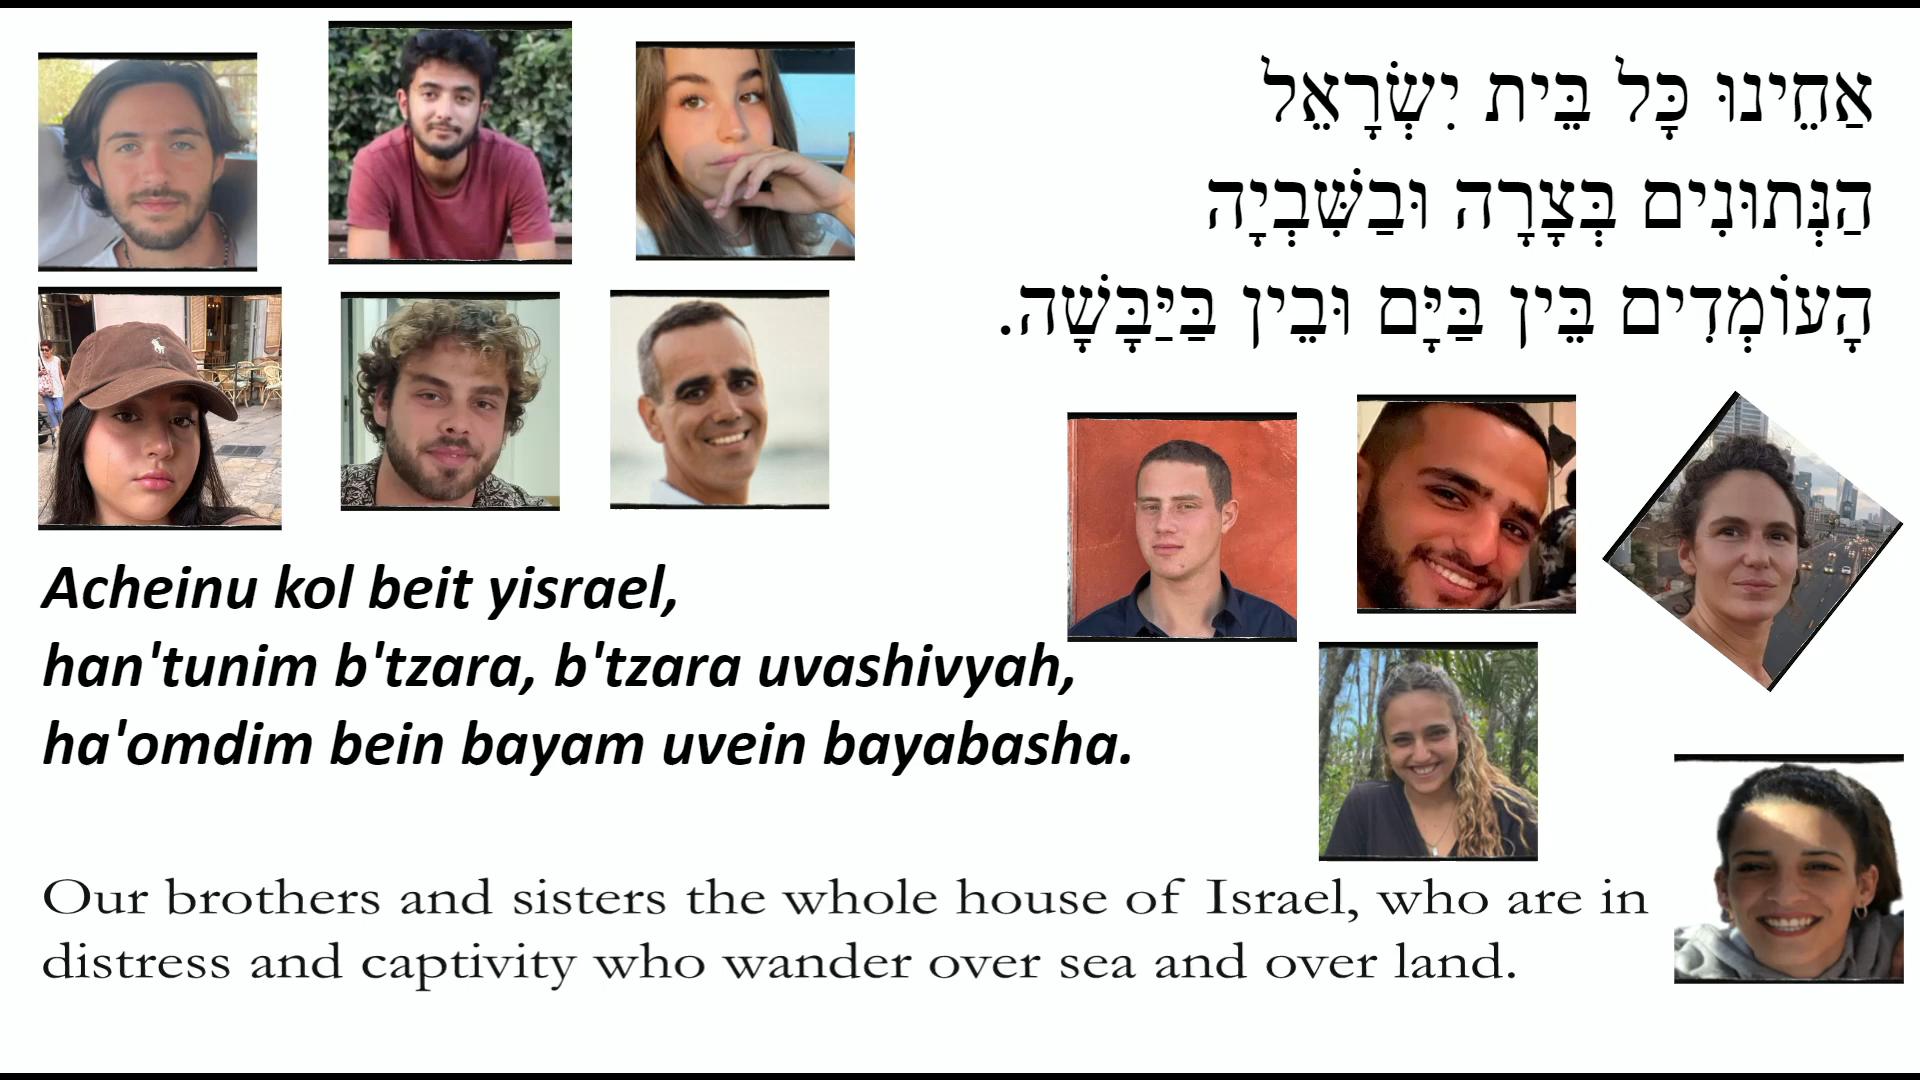 אַחֵינוּ כָּל בֵּית יִשְׂרָאֵל
הַנְּתוּנִים בְּצָרָה וּבַשִּׁבְיָה
הָעוֹמְדִים בֵּין בַּיָּם וּבֵין בַּיַּבָּשָׁה.
Acheinu kol beit yisrael,
han'tunim b'tzara, b'tzara uvashivyah,
ha'omdim bein bayam uvein bayabasha.
Our brothers and sisters the whole house of Israel, who are in
distress and captivity who wander over sea and over land.